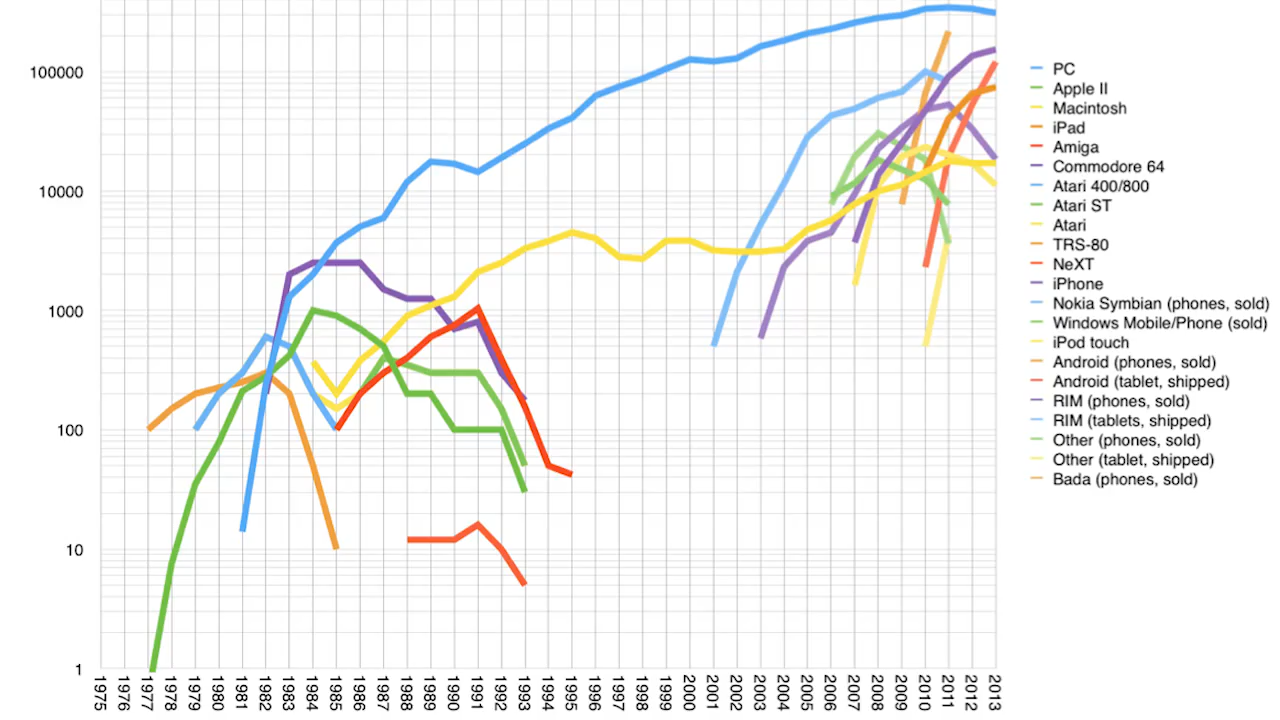 100000
10000
1000
100
10
1
1975
1976
1977
1978
1979
1980
1981
1982
1983
1984
1985
1986
1987
1988
1989
1990
1991
1992
1993
1994
1995
1996
1997
1998
1999
2000
2001
2002
2003
2004
2005
2006
2007
2008
2009
2010
2011
2012
2013
PC
Apple II
Macintosh
iPad
Amiga
Commodore 64
Atari 400/800
Atari ST
Atari
TRS-80
NeXT
iPhone
Nokia Symbian (phones, sold)
Windows Mobile/Phone (sold)
iPod touch
Android (phones, sold)
Android (tablet, shipped)
RIM (phones, sold)
RIM (tablets, shipped)
Other (phones, sold)
Other (tablet, shipped)
Bada (phones, sold)